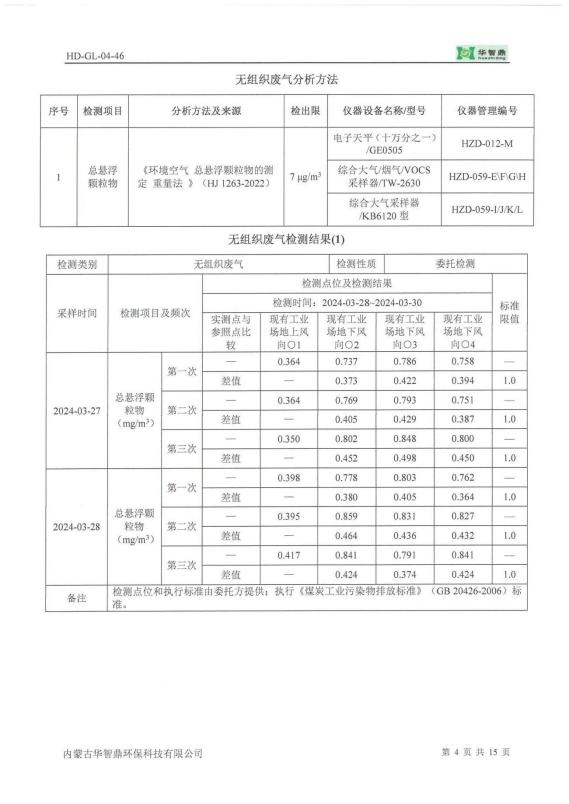 HD-GL-04-46
华智鼎
huazhiding
无组织废气分析方法
序号 检测项目 分析方法及来源 检出限 仪器设备名称/型号 仪器管理编号
1 总悬浮颗粒物 《环境空气 总悬浮颗粒物的测定 重量法 》（HJ 1263-2022） 7 μg/m³ 电子天平（十万分之一）/GE0505 HZD-012-M
综合大气/烟气/VOCS采样器/TW-2630 HZD-059-E\F\G\H
综合大气采样器/KB6120 型 HZD-059-I/J/K/L
无组织废气检测结果(1)
检测类别 无组织废气 检测性质 委托检测
采样时间 检测项目及频次 检测点位及检测结果 标准限值
检测时间：2024-03-28~2024-03-30
实测点与参照点比较 现有工业场地上风向○1 现有工业场地下风向○2 现有工业场地下风向○3 现有工业场地下风向○4
2024-03-27 总悬浮颗粒物（mg/m³） 第一次 — 0.364 0.737 0.786 0.758 —
差值 — 0.373 0.422 0.394 1.0
第二次 — 0.364 0.769 0.793 0.751 —
差值 — 0.405 0.429 0.387 1.0
第三次 — 0.350 0.802 0.848 0.800 —
差值 — 0.452 0.498 0.450 1.0
2024-03-28 总悬浮颗粒物（mg/m³） 第一次 — 0.398 0.778 0.803 0.762 —
差值 — 0.380 0.405 0.364 1.0
第二次 — 0.395 0.859 0.831 0.827 —
差值 — 0.464 0.436 0.432 1.0
第三次 — 0.417 0.841 0.791 0.841 —
差值 — 0.424 0.374 0.424 1.0
备注 检测点位和执行标准由委托方提供；执行《煤炭工业污染物排放标准》（GB 20426-2006）标准。
内蒙古华智鼎环保科技有限公司
第 4 页 共 15 页